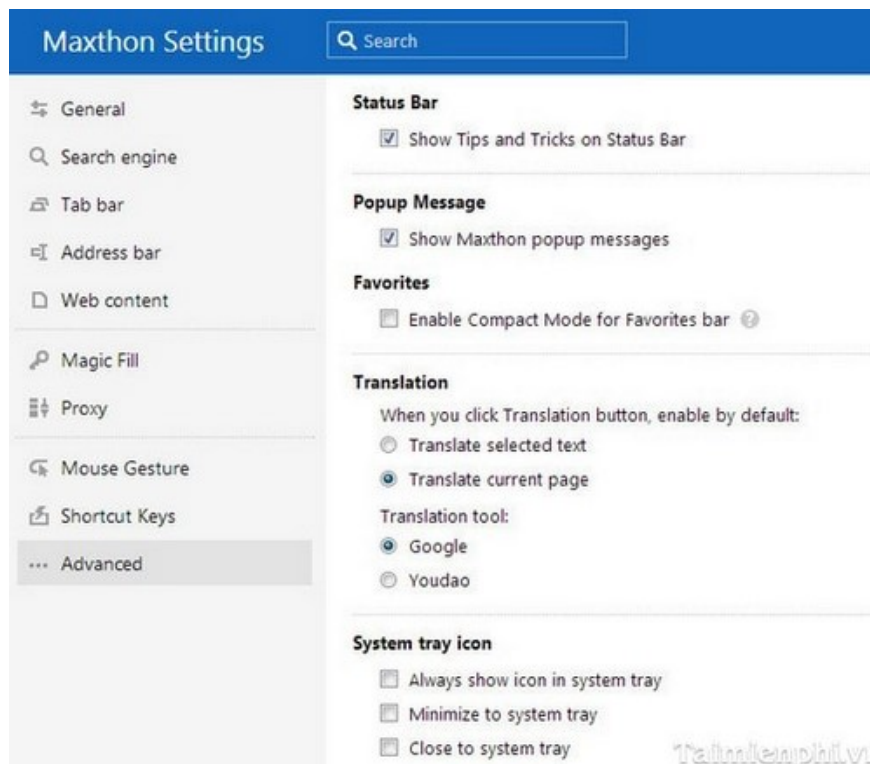 Maxthon Settings
Search
General
Search engine
Tab bar
Address bar
Web content
Magic Fill
Proxy
Mouse Gesture
Shortcut Keys
Advanced
Status Bar
Show Tips and Tricks on Status Bar
Popup Message
Show Maxthon popup messages
Favorites
Enable Compact Mode for Favorites bar ?
Translation
When you click Translation button, enable by default:
Translate selected text
Translate current page
Translation tool:
Google
Youdao
System tray icon
Always show icon in system tray
Minimize to system tray
Close to system tray
Taimienphi.v